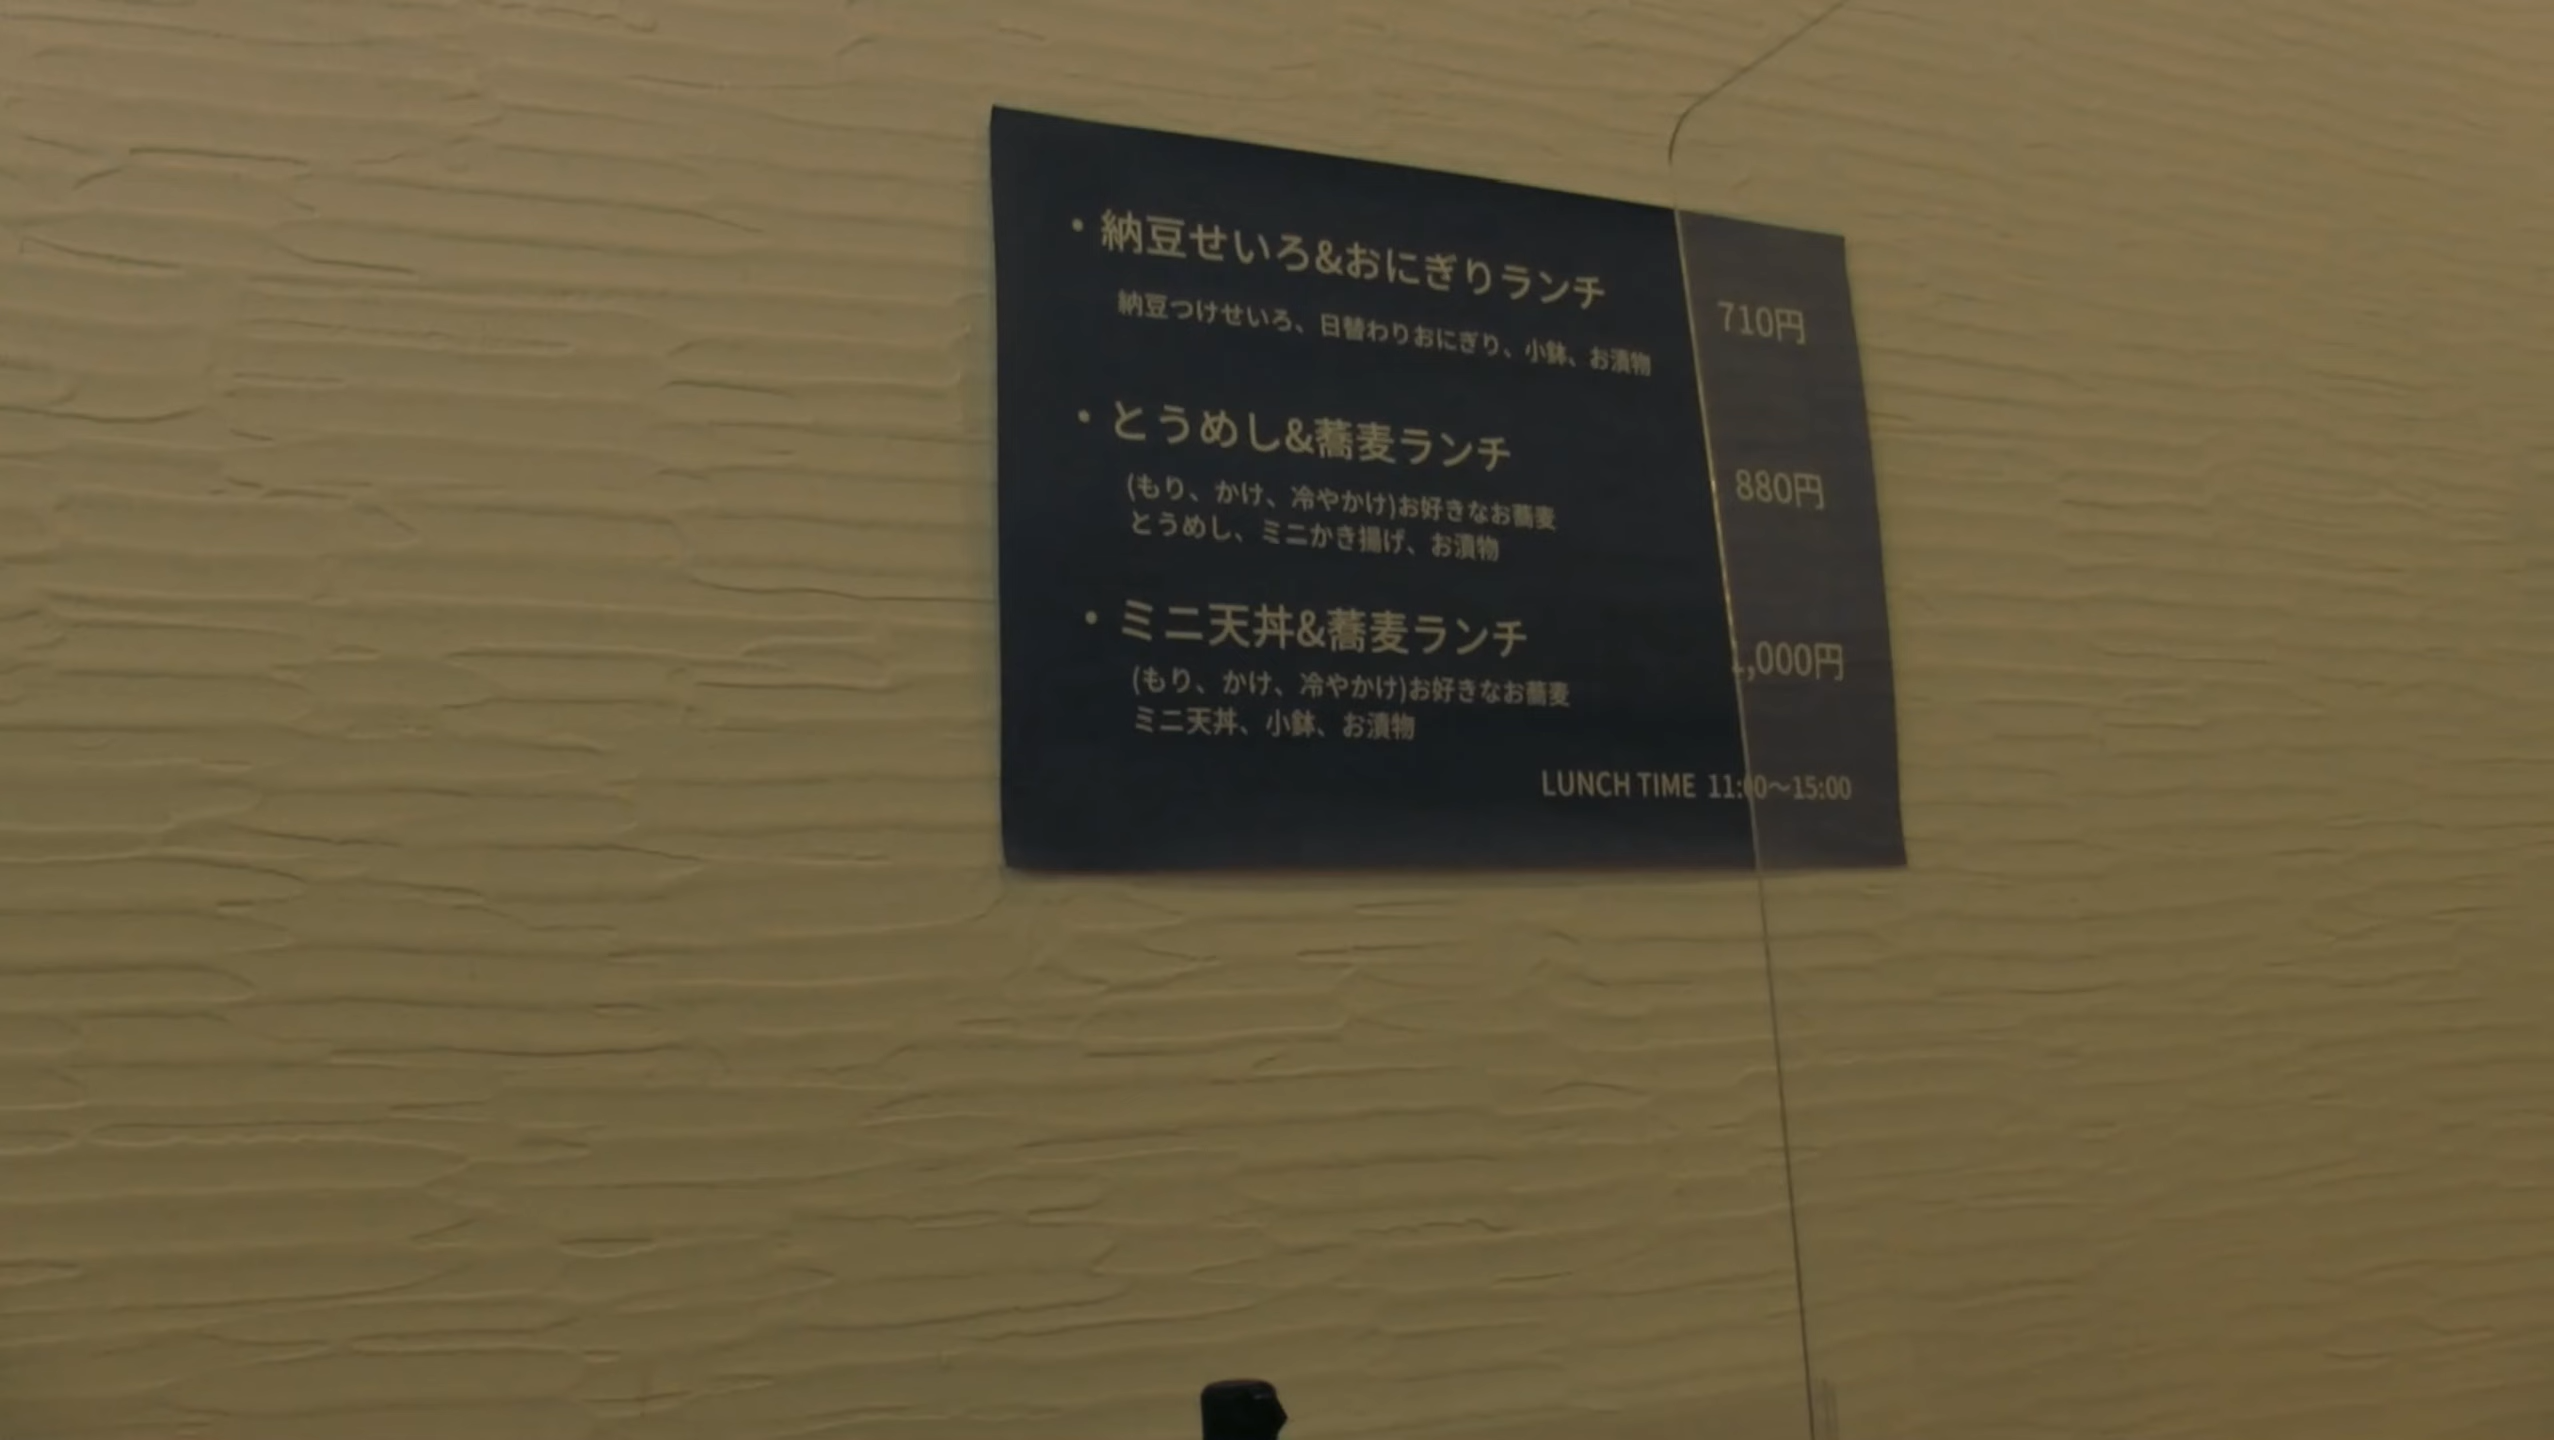 ・納豆せいろ&おにぎりランチ 710円
納豆つけせいろ、日替わりおにぎり、小鉢、お漬物
・とうめし&蕎麦ランチ 880円
(もり、かけ、冷やかけ)お好きなお蕎麦
とうめし、ミニかき揚げ、お漬物
・ミニ天丼&蕎麦ランチ 1,000円
(もり、かけ、冷やかけ)お好きなお蕎麦
ミニ天丼、小鉢、お漬物
LUNCH TIME 11:00〜15:00